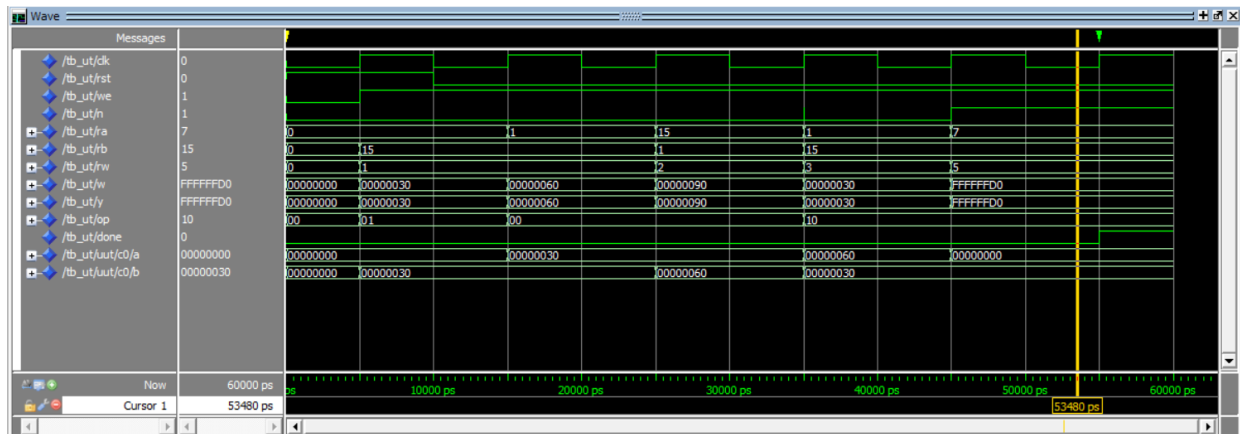 Wave
Messages
/tb_ut/clk 0
/tb_ut/rst 0
/tb_ut/we 1
/tb_ut/n 1
/tb_ut/ra 7 0 1 15 1 7
/tb_ut/rb 15 0 15 1 15
/tb_ut/rw 5 0 1 2 3 5
/tb_ut/w FFFFFFD0 00000000 00000030 00000060 00000090 00000030 FFFFFFD0
/tb_ut/y FFFFFFD0 00000000 00000030 00000060 00000090 00000030 FFFFFFD0
/tb_ut/op 10 00 01 00 10
/tb_ut/done 0
/tb_ut/uut/c0/a 00000000 00000000 00000030 00000060 00000000
/tb_ut/uut/c0/b 00000030 00000000 00000030 00000060 00000030
Now 60000 ps ps 10000 ps 20000 ps 30000 ps 40000 ps 50000 ps 60000 ps
Cursor 1 53480 ps 53480 ps